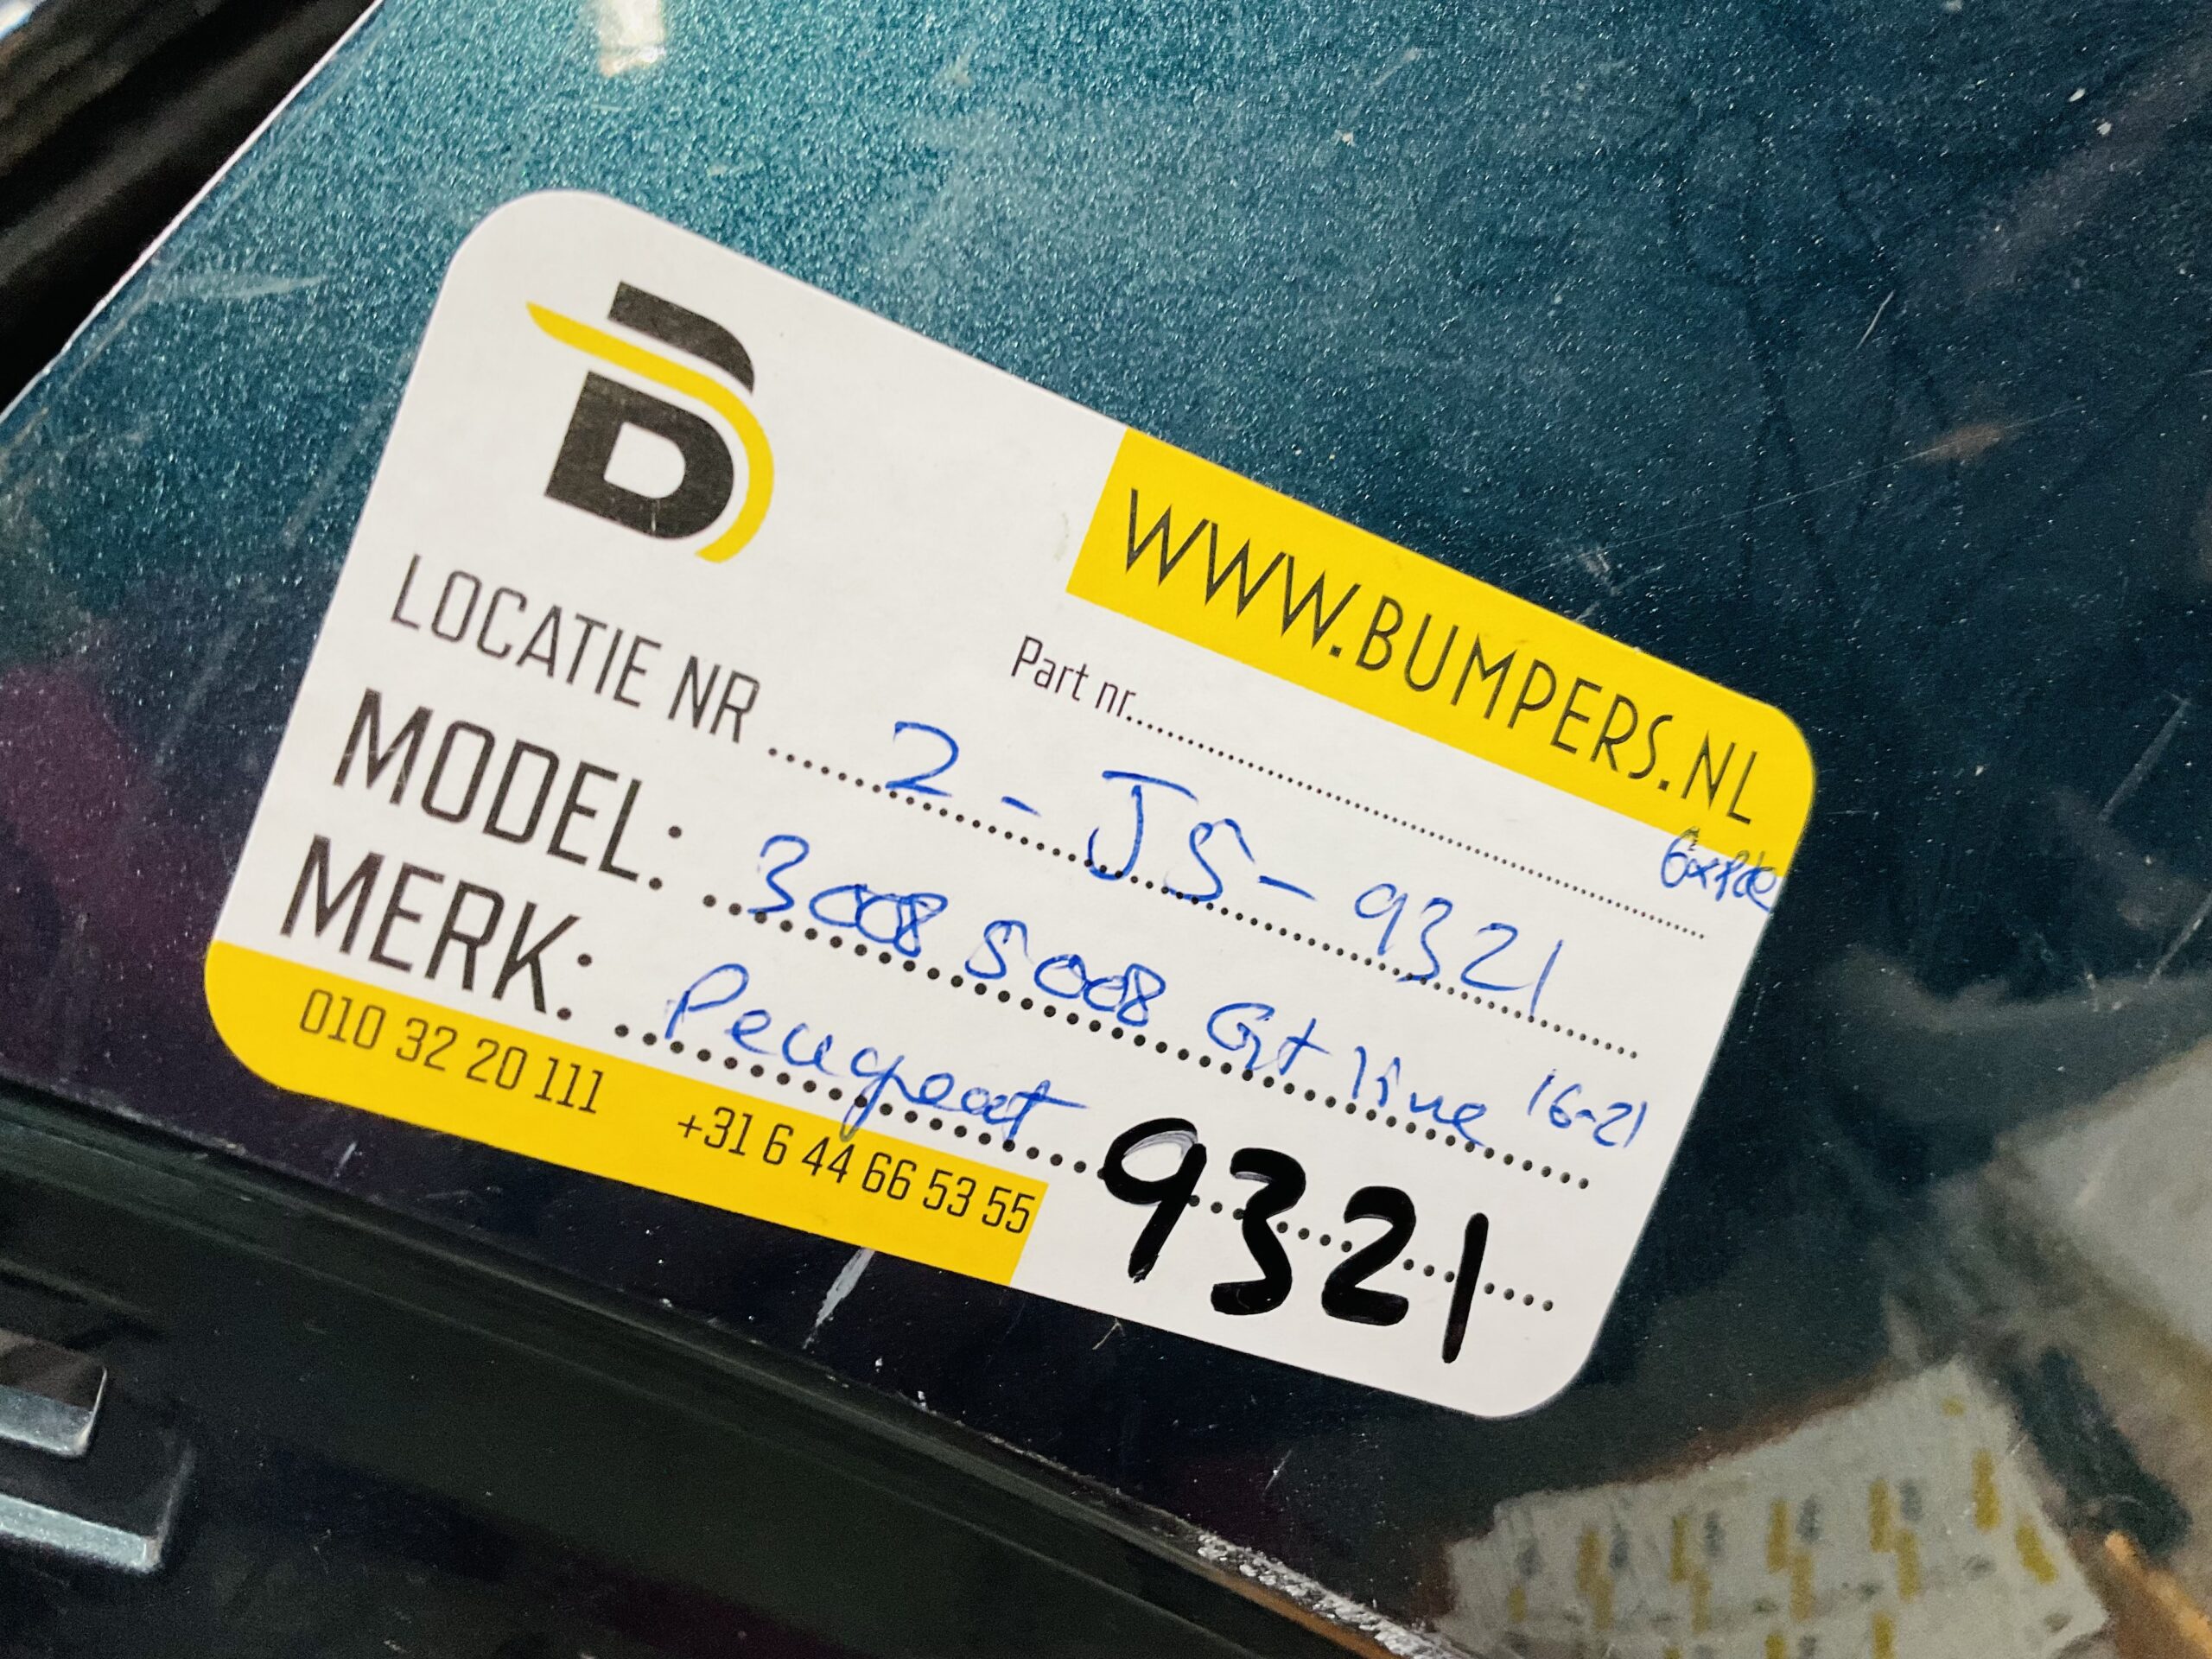 B
WWW.BUMPERS.NL
Part nr.
6xPdc
LOCATIE NR 2 - JS - 9321
MODEL: 3008 5008 Gt line 16-21
MERK: Peugeot
9321
010 32 20 111 +31 6 44 66 53 55